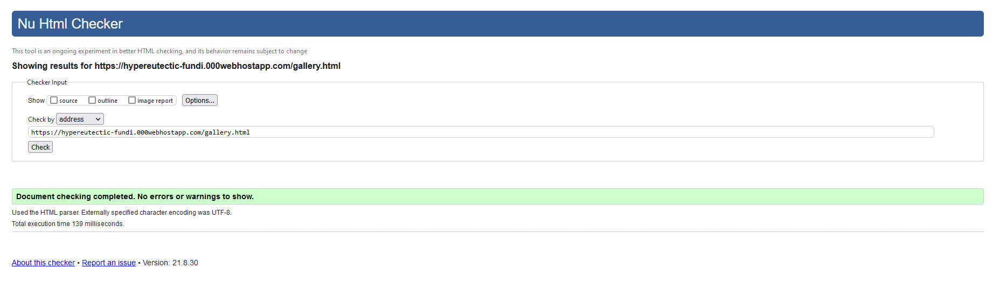 Nu Html Checker
This tool is an ongoing experiment in better HTML checking, and its behavior remains subject to change
Showing results for https://hypereutectic-fundi.000webhostapp.com/gallery.html
Checker Input
Show source outline image report Options...
Check by address
https://hypereutectic-fundi.000webhostapp.com/gallery.html
Check
Document checking completed. No errors or warnings to show.
Used the HTML parser. Externally specified character encoding was UTF-8.
Total execution time 139 milliseconds.
About this checker • Report an issue • Version: 21.8.30